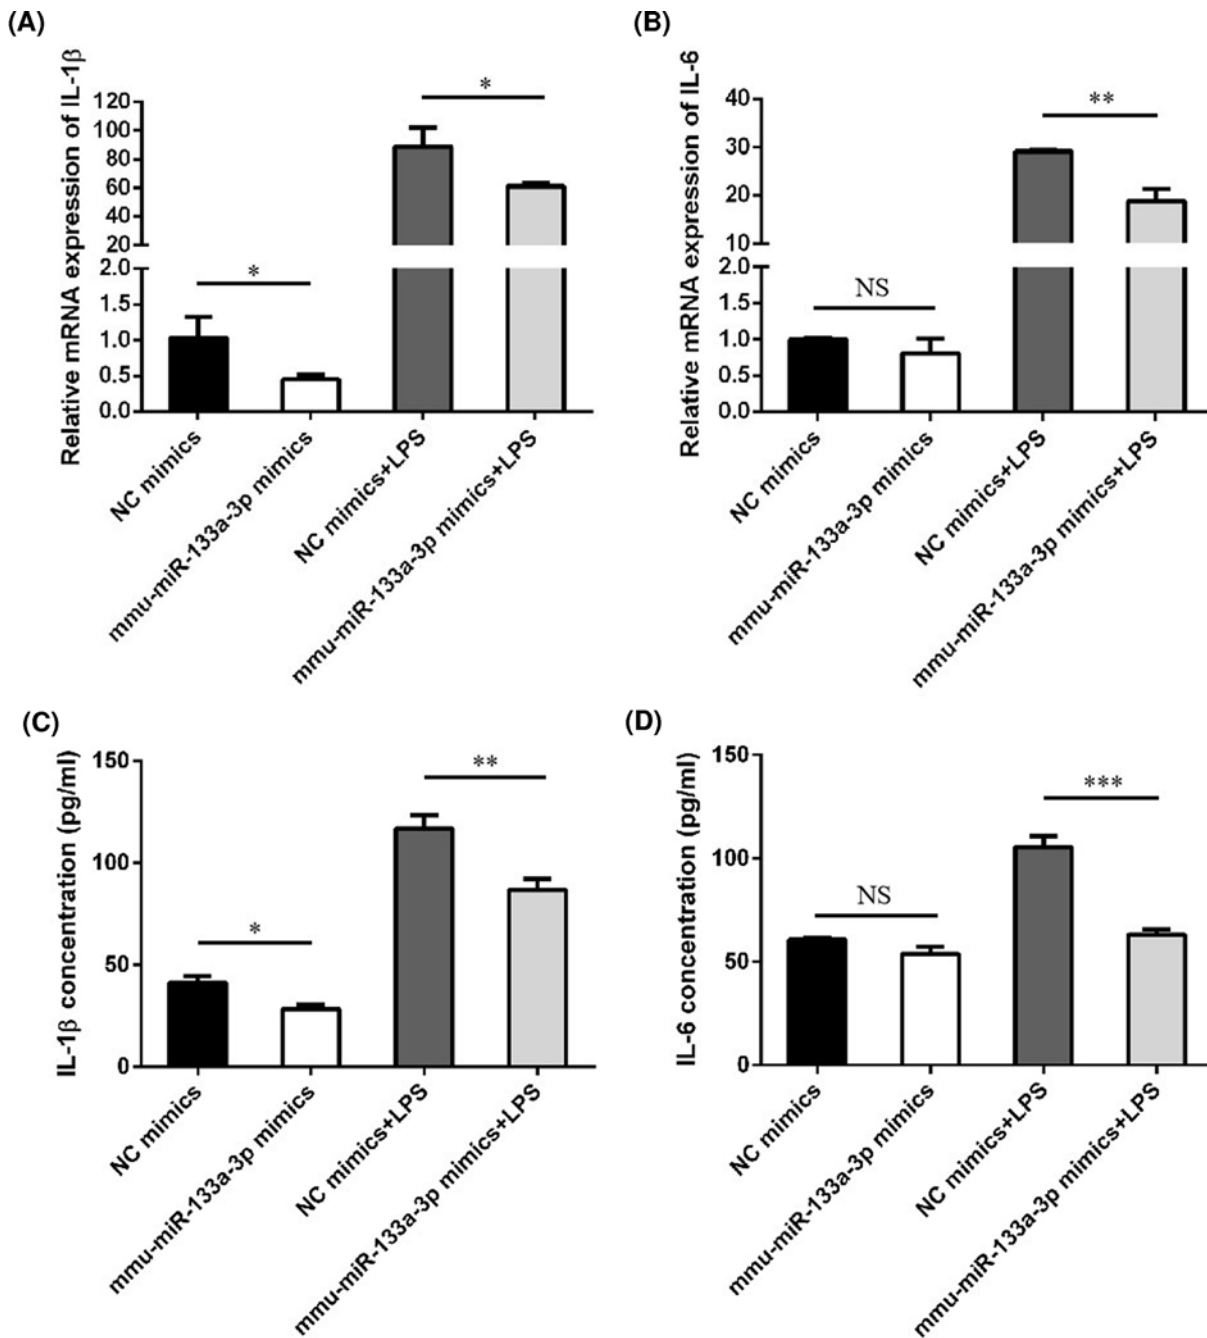 (A)
Relative mRNA expression of IL-1β
120
100
80
60
40
20
2.0
1.5
1.0
0.5
0.0
*
*
NC mimics
mmu-miR-133a-3p mimics
NC mimics+LPS
mmu-miR-133a-3p mimics+LPS
(B)
Relative mRNA expression of IL-6
40
30
20
10
2.0
1.5
1.0
0.5
0.0
NS
**
NC mimics
mmu-miR-133a-3p mimics
NC mimics+LPS
mmu-miR-133a-3p mimics+LPS
(C)
IL-1β concentration (pg/ml)
150
100
50
0
*
**
NC mimics
mmu-miR-133a-3p mimics
NC mimics+LPS
mmu-miR-133a-3p mimics+LPS
(D)
IL-6 concentration (pg/ml)
150
100
50
0
NS
***
NC mimics
mmu-miR-133a-3p mimics
NC mimics+LPS
mmu-miR-133a-3p mimics+LPS